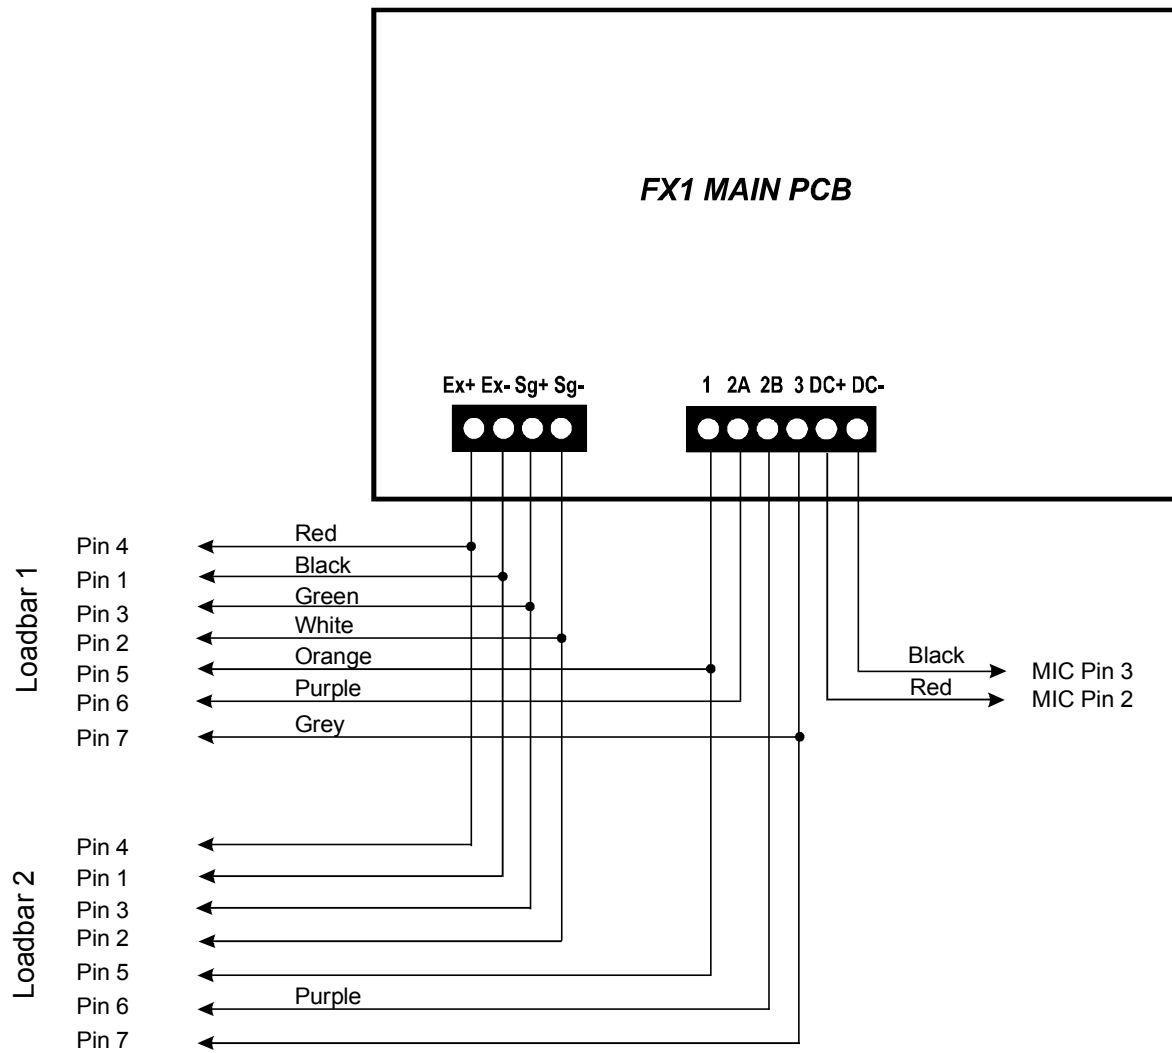 FX1 MAIN PCB
Ex+ Ex- Sg+ Sg-
1 2A 2B 3 DC+ DC-
Loadbar 1
Pin 4 Red
Pin 1 Black
Pin 3 Green
Pin 2 White
Pin 5 Orange
Pin 6 Purple
Pin 7 Grey
Black MIC Pin 3
Red MIC Pin 2
Loadbar 2
Pin 4
Pin 1
Pin 3
Pin 2
Pin 5
Pin 6 Purple
Pin 7